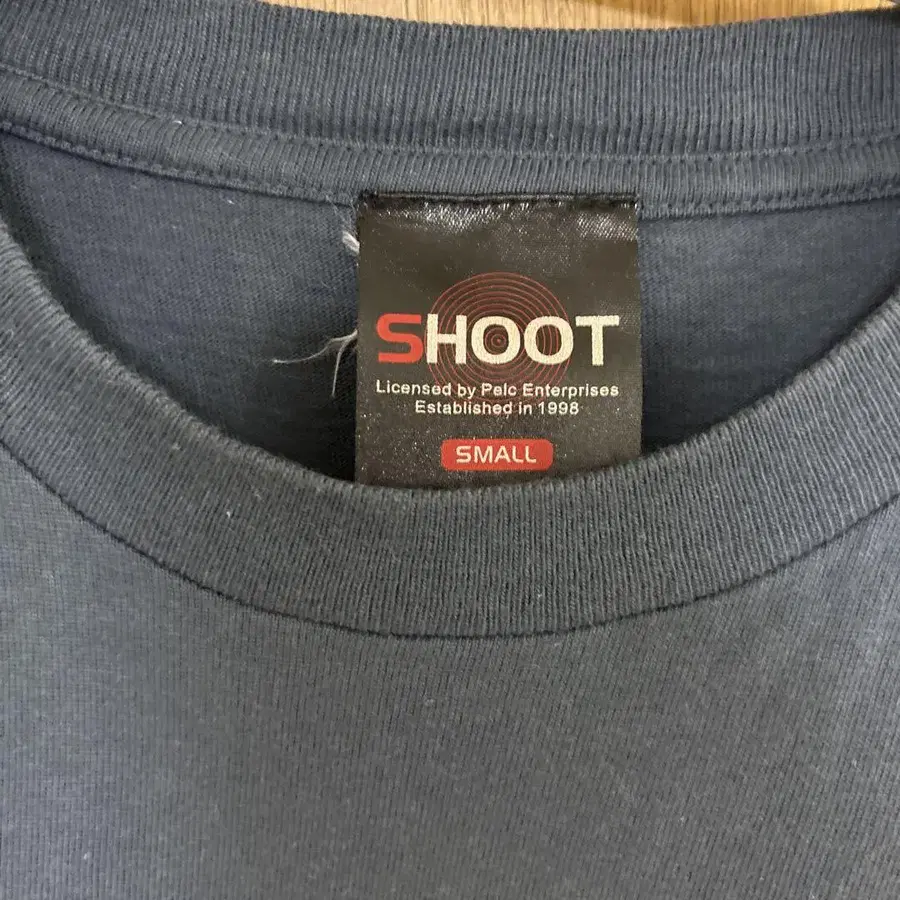 SHOOT
Licensed by Pelc Enterprises
Established in 1998
SMALL